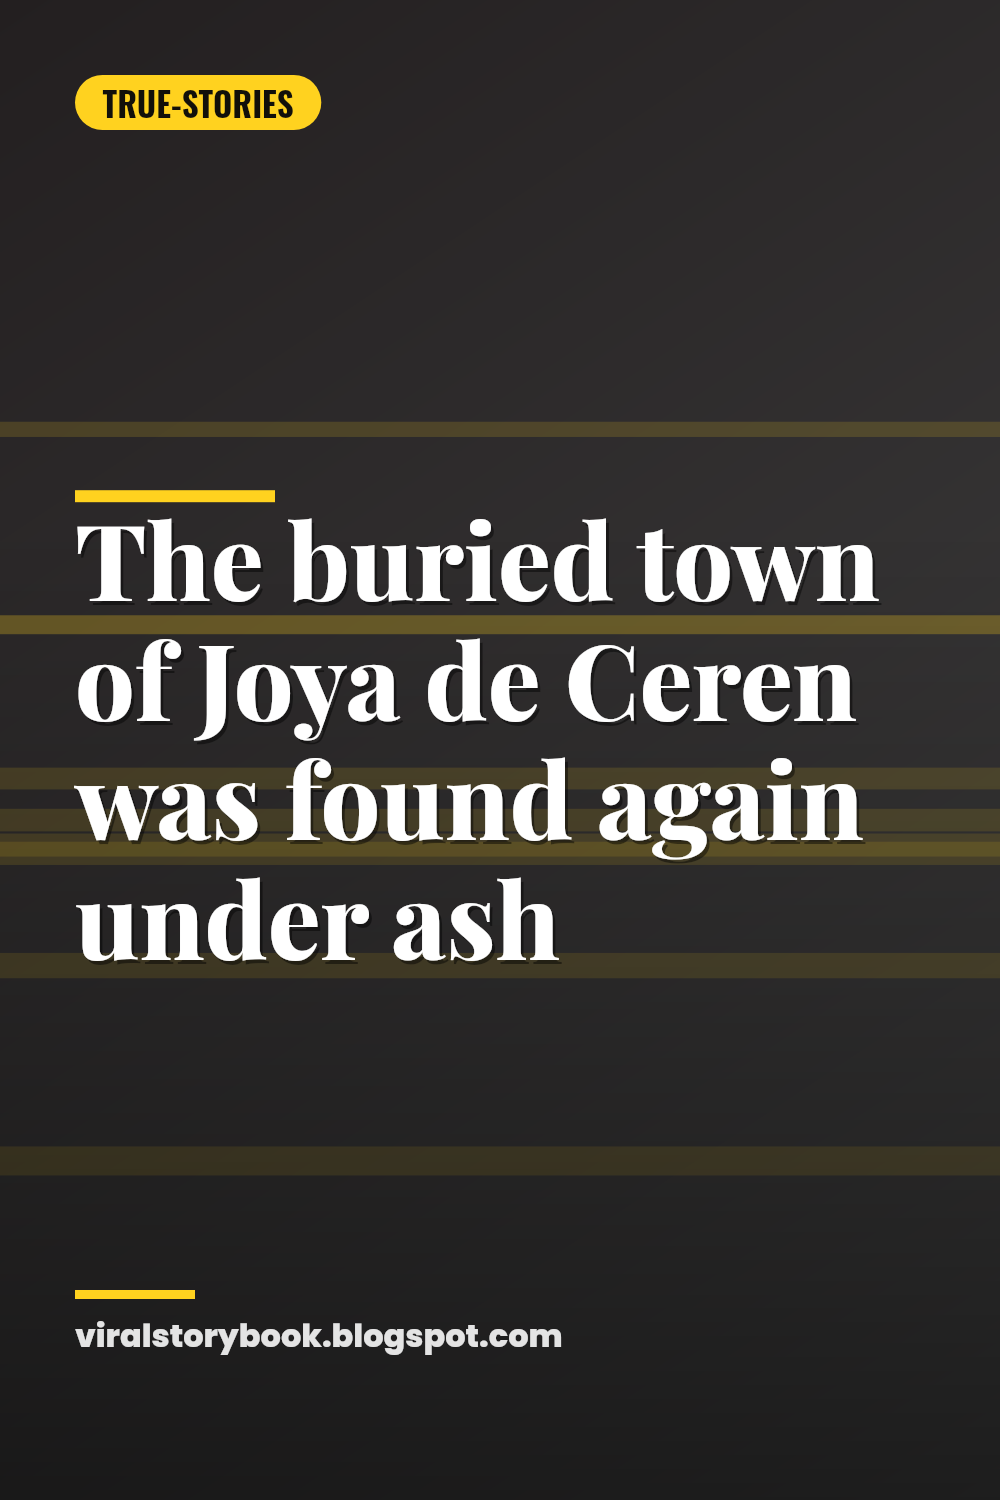 TRUE-STORIES
The buried town
of Joya de Ceren
was found again
under ash
viralstorybook.blogspot.com